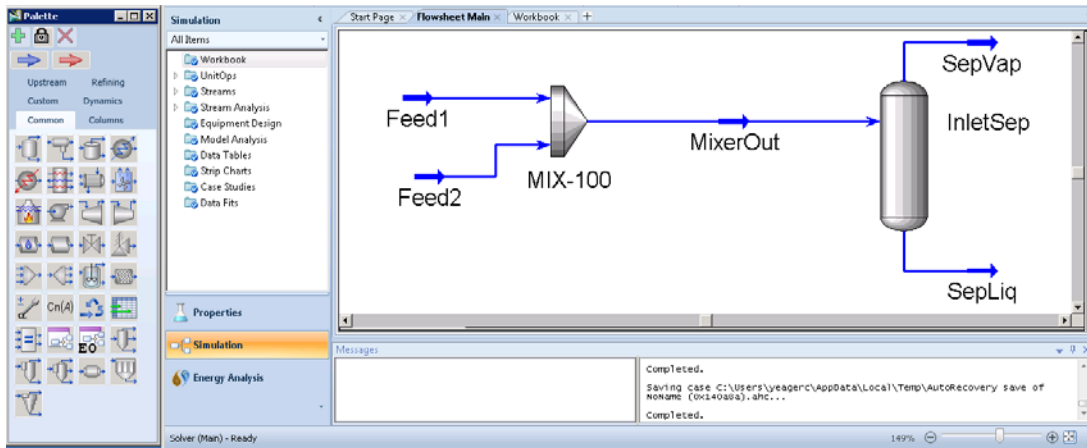 Palette
Upstream Refining
Custom Dynamics
Common Columns
Cn(A)
EO
Simulation
All Items
Workbook
UnitOps
Streams
Stream Analysis
Equipment Design
Model Analysis
Data Tables
Strip Charts
Case Studies
Data Fits
Properties
Simulation
Energy Analysis
Start Page Flowsheet Main Workbook +
SepVap
Feed1
InletSep
MixerOut
MIX-100
Feed2
SepLiq
Messages
Completed.
Saving case C:\Users\yeagerc\AppData\Local\Temp\AutoRecovery save of
NoName (0x140a8a).ahc...
Completed.
Solver (Main) - Ready
149%